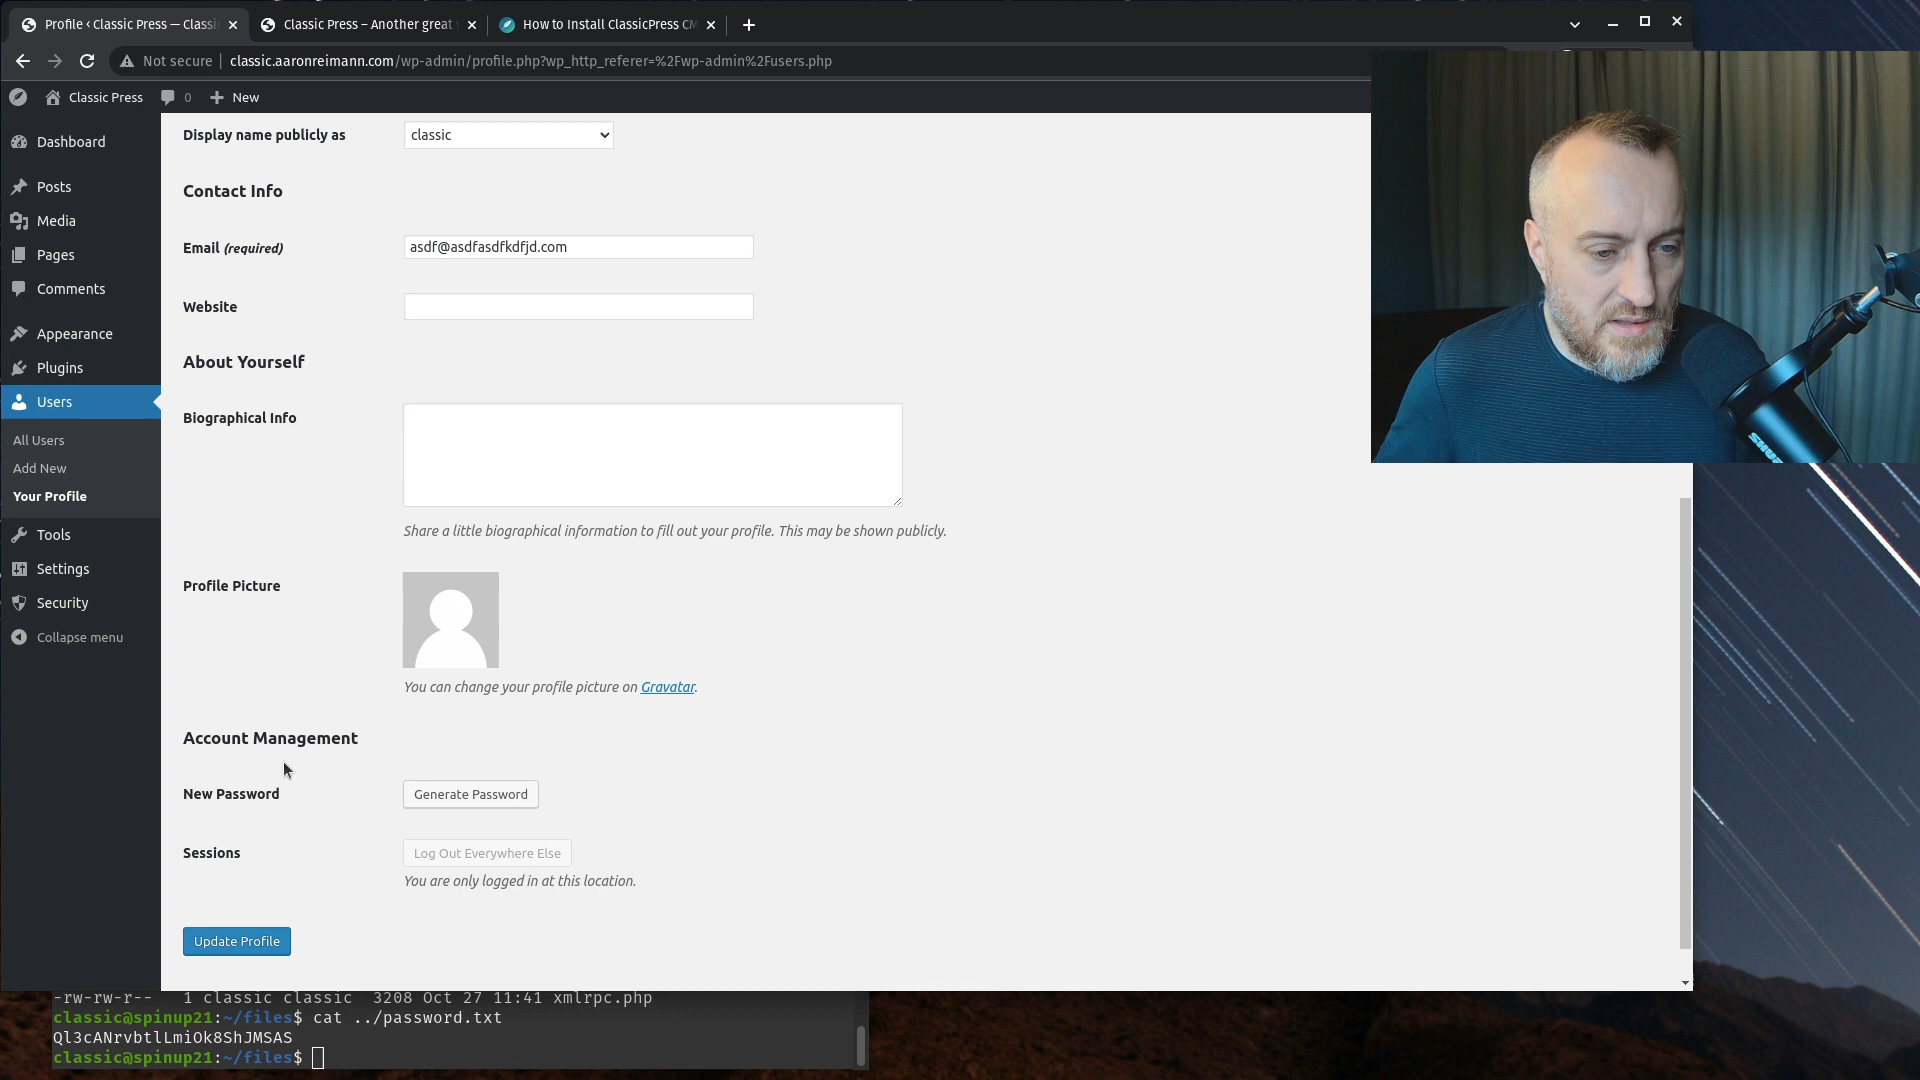 Profile ‹ Classic Press — Classic
Classic Press – Another great
How to Install ClassicPress CM
Not secure
classic.aaronreimann.com/wp-admin/profile.php?wp_http_referer=%2Fwp-admin%2Fusers.php
Classic Press
0
New
Dashboard
Posts
Media
Pages
Comments
Appearance
Plugins
Users
All Users
Add New
Your Profile
Tools
Settings
Security
Collapse menu
Display name publicly as
classic
Contact Info
Email (required)
asdf@asdfasdfkdfjd.com
Website
About Yourself
Biographical Info
Share a little biographical information to fill out your profile. This may be shown publicly.
Profile Picture
You can change your profile picture on Gravatar.
Account Management
New Password
Generate Password
Sessions
Log Out Everywhere Else
You are only logged in at this location.
Update Profile
SHURE
-rw-rw-r-- 1 classic classic 3208 Oct 27 11:41 xmlrpc.php
classic@spinup21:~/files$ cat ../password.txt
Ql3cANrvbtlLmiOk8ShJMSAS
classic@spinup21:~/files$